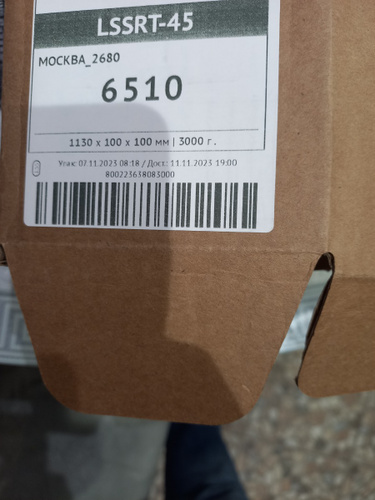 LSSRT-45
МОСКВА_2680
6510
1130 x 100 x 100 мм | 3000 г.
Упак: 07.11.2023 08:18 / Дост: 11.11.2023 19:00
800223638083000